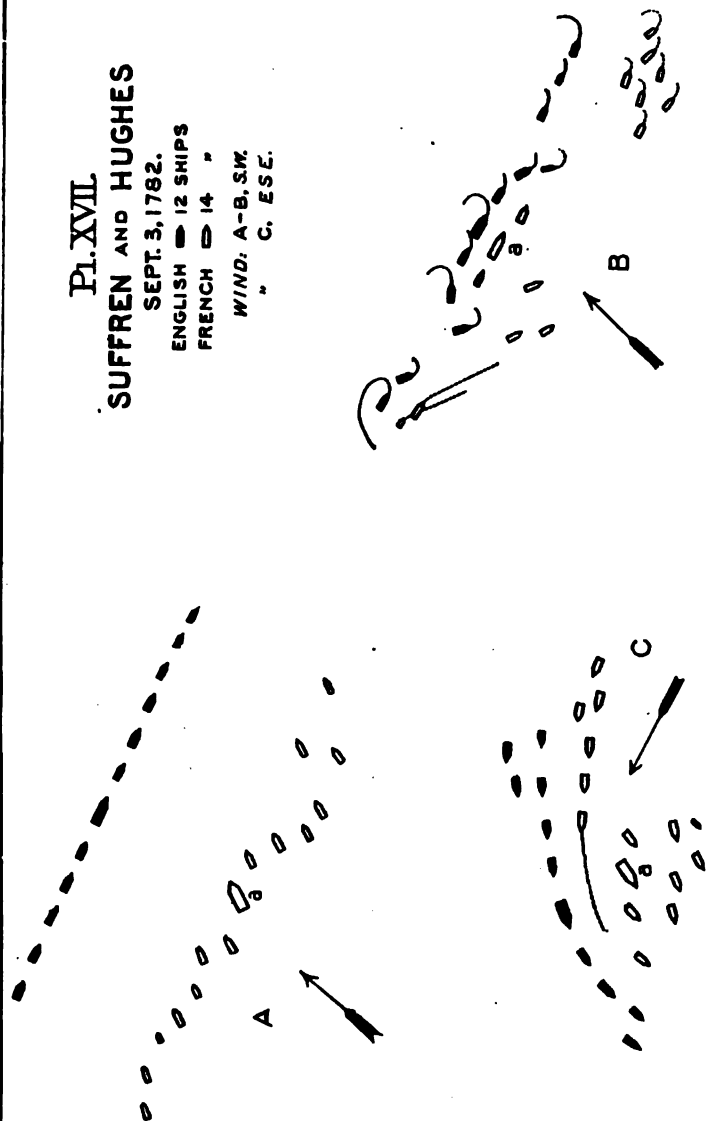 Pl. XVII.
SUFFREN AND HUGHES
SEPT. 3, 1782.
ENGLISH 12 SHIPS
FRENCH 14 "
WIND: A-B, S.W.
" C, ESE.
A
a
B
a
C
a